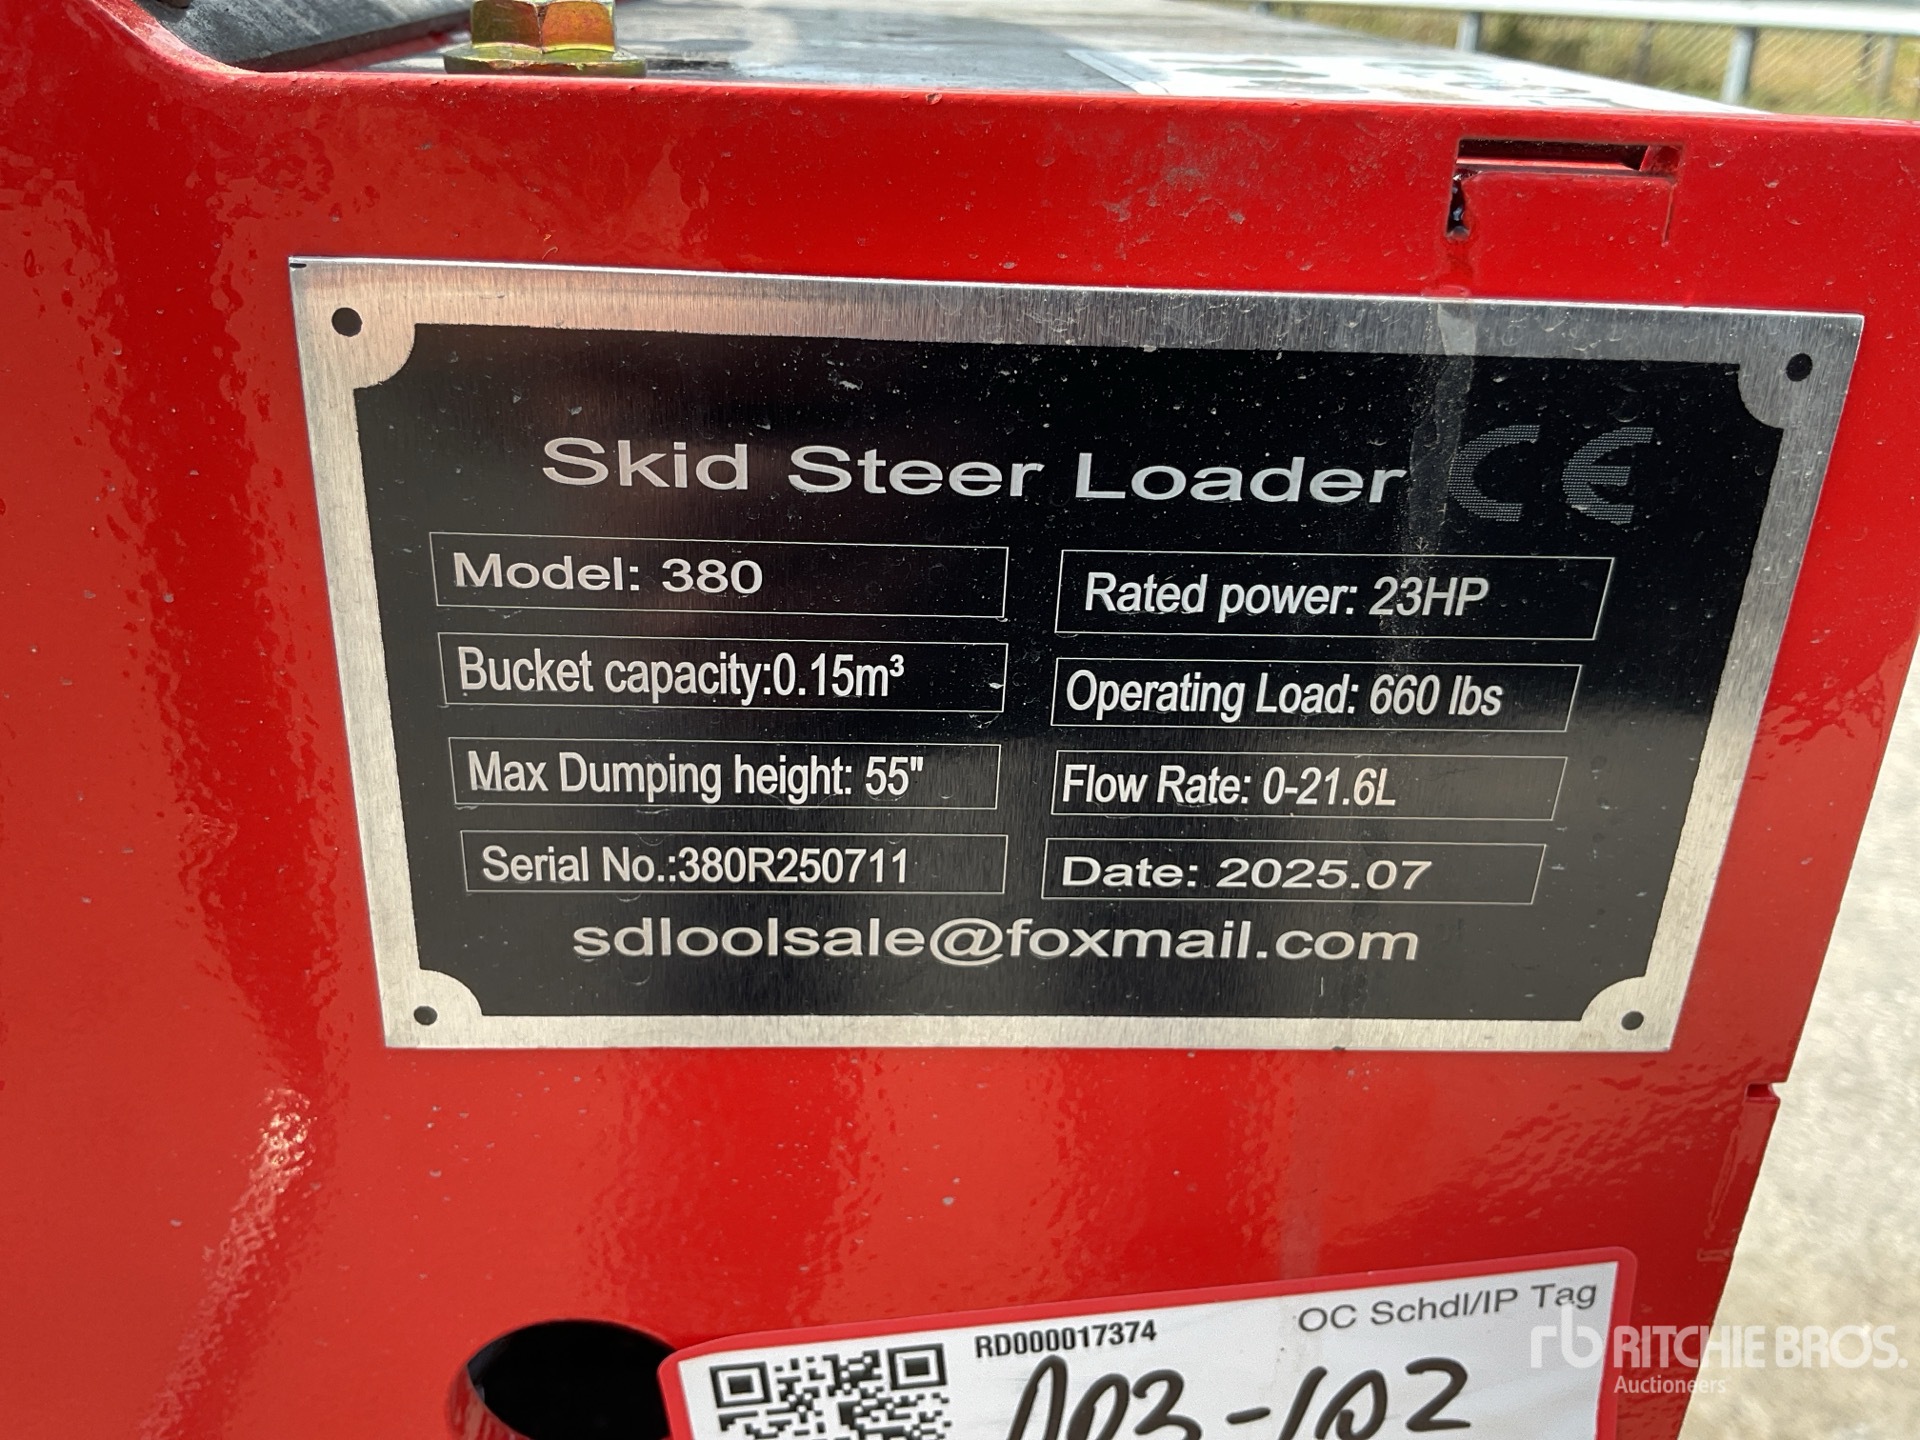 Skid Steer Loader CE
Model: 380
Rated power: 23HP
Bucket capacity:0.15m³
Operating Load: 660 lbs
Max Dumping height: 55"
Flow Rate: 0-21.6L
Serial No.:380R250711
Date: 2025.07
sdloolsale@foxmail.com
OC Schdl/IP Tag
RD000017374
-102
rb RITCHIE BROS.
Auctioneers